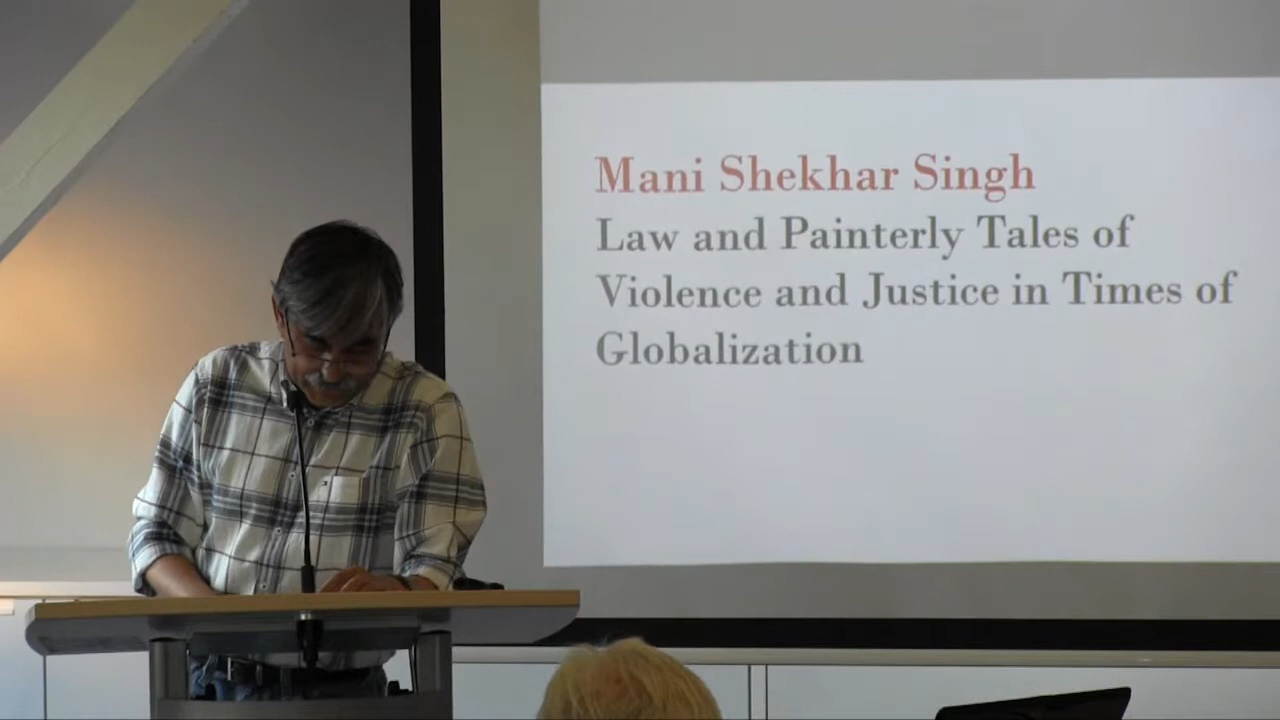 Mani Shekhar Singh
Law and Painterly Tales of
Violence and Justice in Times of
Globalization